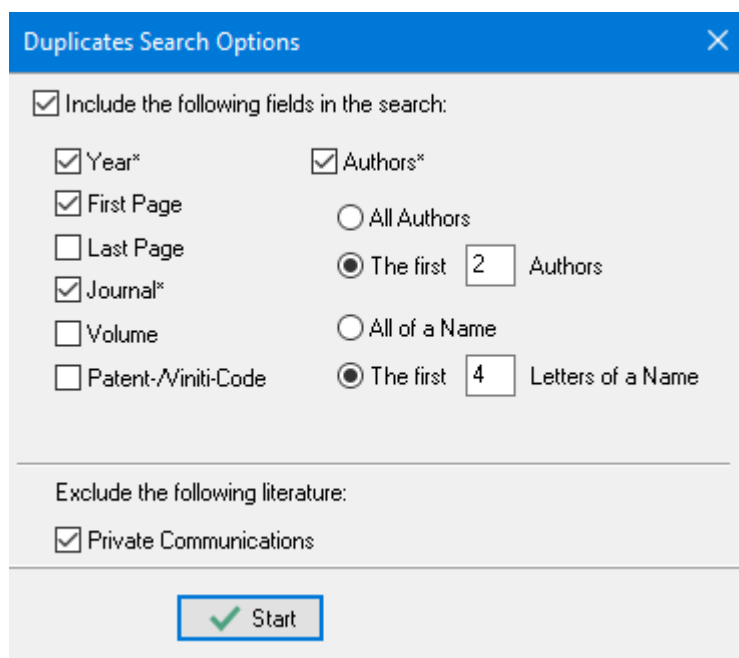 Duplicates Search Options
Include the following fields in the search:
Year*
Authors*
First Page
All Authors
Last Page
The first 2 Authors
Journal*
Volume
All of a Name
Patent-/Viniti-Code
The first 4 Letters of a Name
Exclude the following literature:
Private Communications
Start